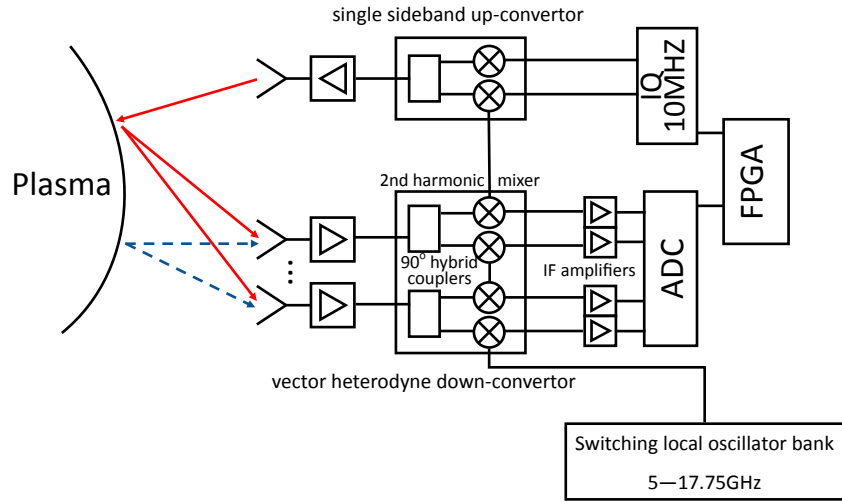 single sideband up-convertor
IQ
10MHZ
FPGA
Plasma
2nd harmonic mixer
90° hybrid
couplers
IF amplifiers
ADC
vector heterodyne down-convertor
Switching local oscillator bank
5—17.75GHz